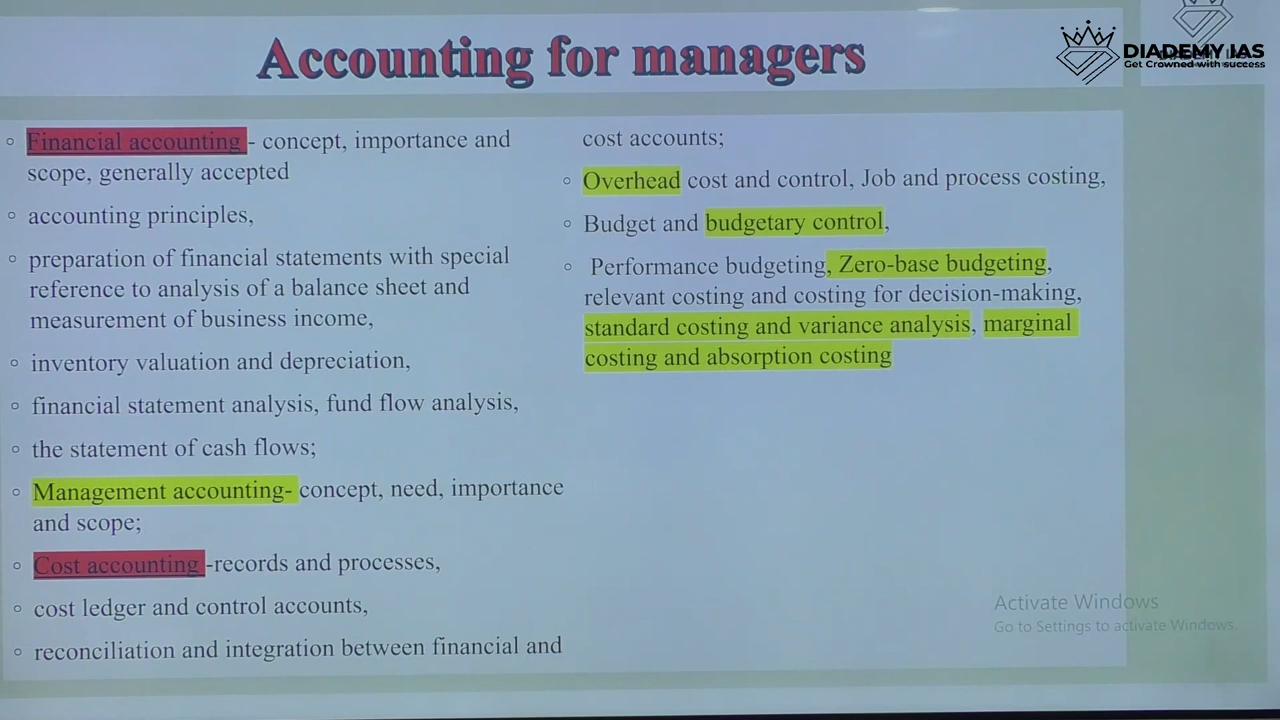 Accounting for managers
DIADEMY IAS
Get Crowned with success
◦ Financial accounting - concept, importance and
scope, generally accepted
◦ accounting principles,
◦ preparation of financial statements with special
reference to analysis of a balance sheet and
measurement of business income,
◦ inventory valuation and depreciation,
◦ financial statement analysis, fund flow analysis,
◦ the statement of cash flows;
◦ Management accounting- concept, need, importance
and scope;
◦ Cost accounting -records and processes,
◦ cost ledger and control accounts,
◦ reconciliation and integration between financial and
cost accounts;
◦ Overhead cost and control, Job and process costing,
◦ Budget and budgetary control,
◦ Performance budgeting, Zero-base budgeting,
relevant costing and costing for decision-making,
standard costing and variance analysis, marginal
costing and absorption costing
Activate Windows
Go to Settings to activate Windows.